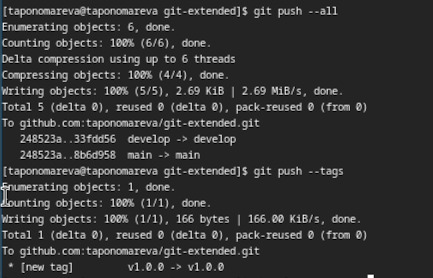 [taponomareva@taponomareva git-extended]$ git push --all
Enumerating objects: 6, done.
Counting objects: 100% (6/6), done.
Delta compression using up to 6 threads
Compressing objects: 100% (4/4), done.
Writing objects: 100% (5/5), 2.69 KiB | 2.69 MiB/s, done.
Total 5 (delta 0), reused 0 (delta 0), pack-reused 0 (from 0)
To github.com:taponomareva/git-extended.git
   248523a..33fdd56  develop -> develop
   248523a..8b6d958  main -> main
[taponomareva@taponomareva git-extended]$ git push --tags
Enumerating objects: 1, done.
Counting objects: 100% (1/1), done.
Writing objects: 100% (1/1), 166 bytes | 166.00 KiB/s, done.
Total 1 (delta 0), reused 0 (delta 0), pack-reused 0 (from 0)
To github.com:taponomareva/git-extended.git
 * [new tag]         v1.0.0 -> v1.0.0